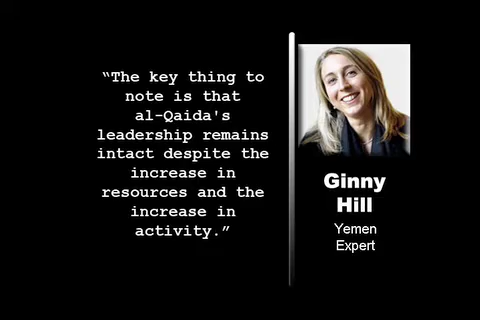 “The key thing to
note is that
al-Qaida's
leadership remains
intact despite the
increase in
resources and the
increase in
activity.”
Ginny
Hill
Yemen
Expert